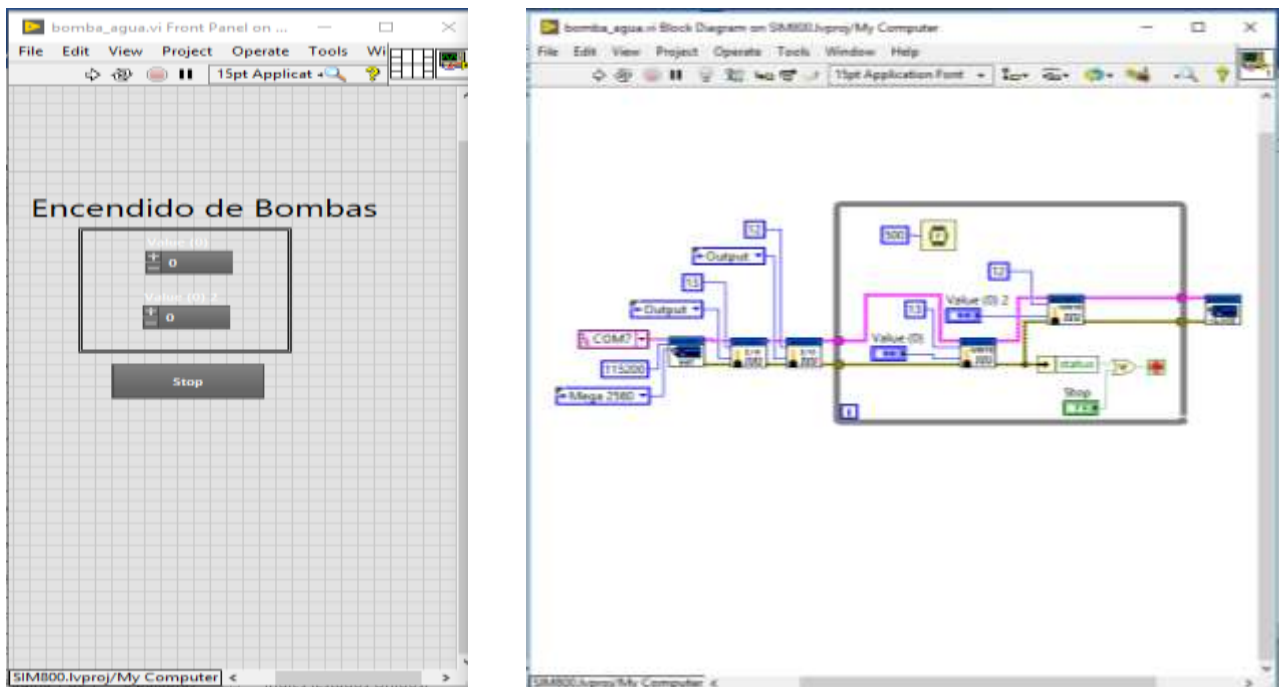 bomba_agua.vi Front Panel on ...
File Edit View Project Operate Tools Wi
15pt Applicat
Encendido de Bombas
Value (0)
0
Value (0) 2
0
Stop
SIM800.lvproj/My Computer
bomba_agua.vi Block Diagram on SIM800.lvproj/My Computer
File Edit View Project Operate Tools Window Help
15pt Application Font
12
500
Output
12
13
Value (0) 2
Output
13
COM7
Value (0)
115200
status
Mega 2560
Stop
i
SIM800.lvproj/My Computer